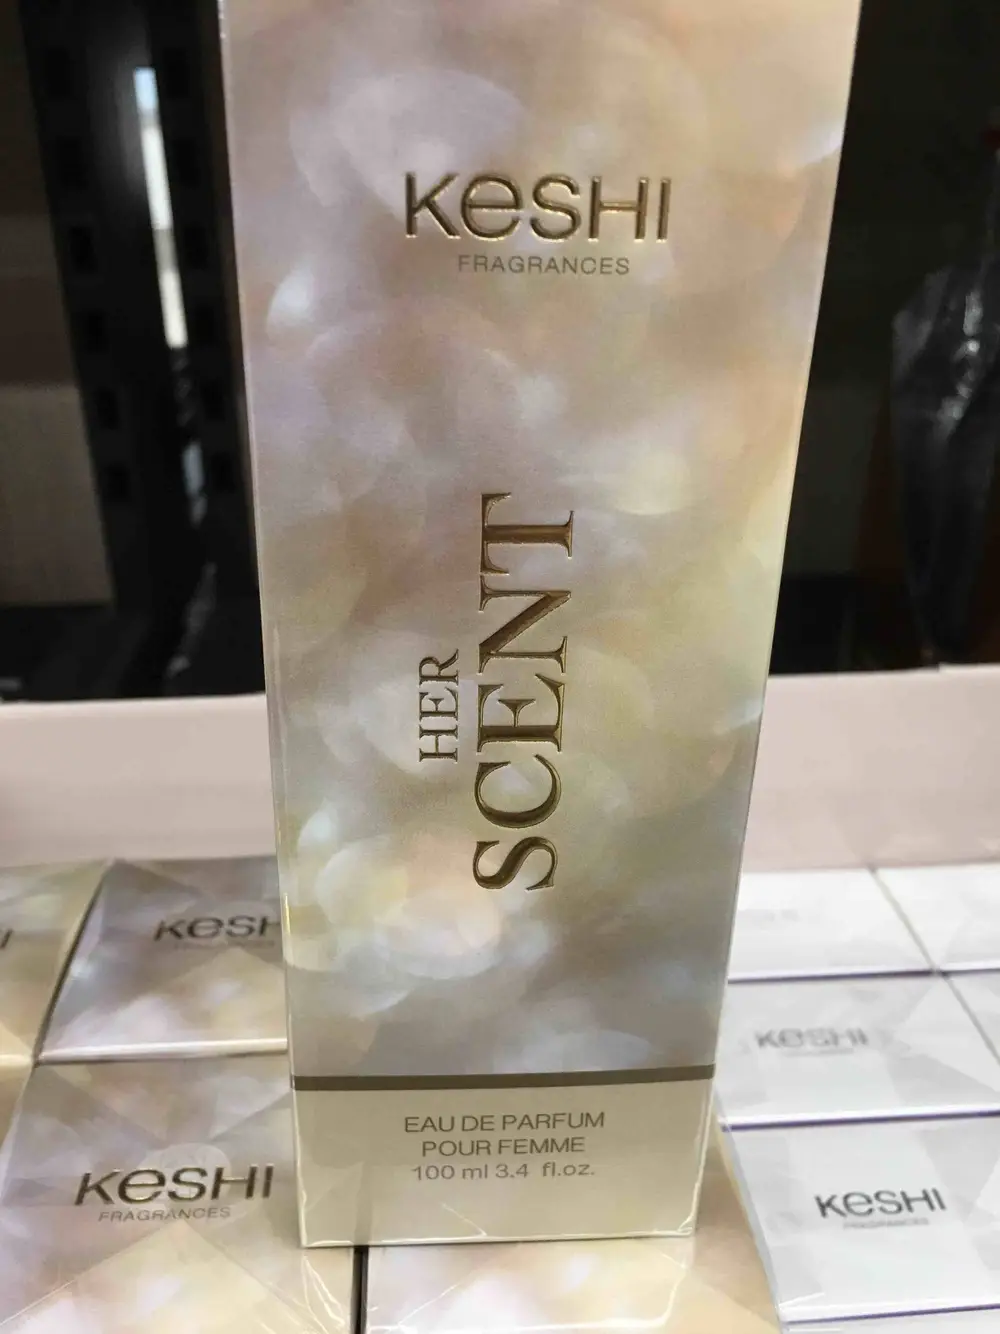 KeSHI
FRAGRANCES
HER
SCENT
EAU DE PARFUM
POUR FEMME
100 ml 3.4 fl.oz.
KeSH
KeSHI
FRAGRANCES
KeSHI
KeSHI
FRAGRANCES